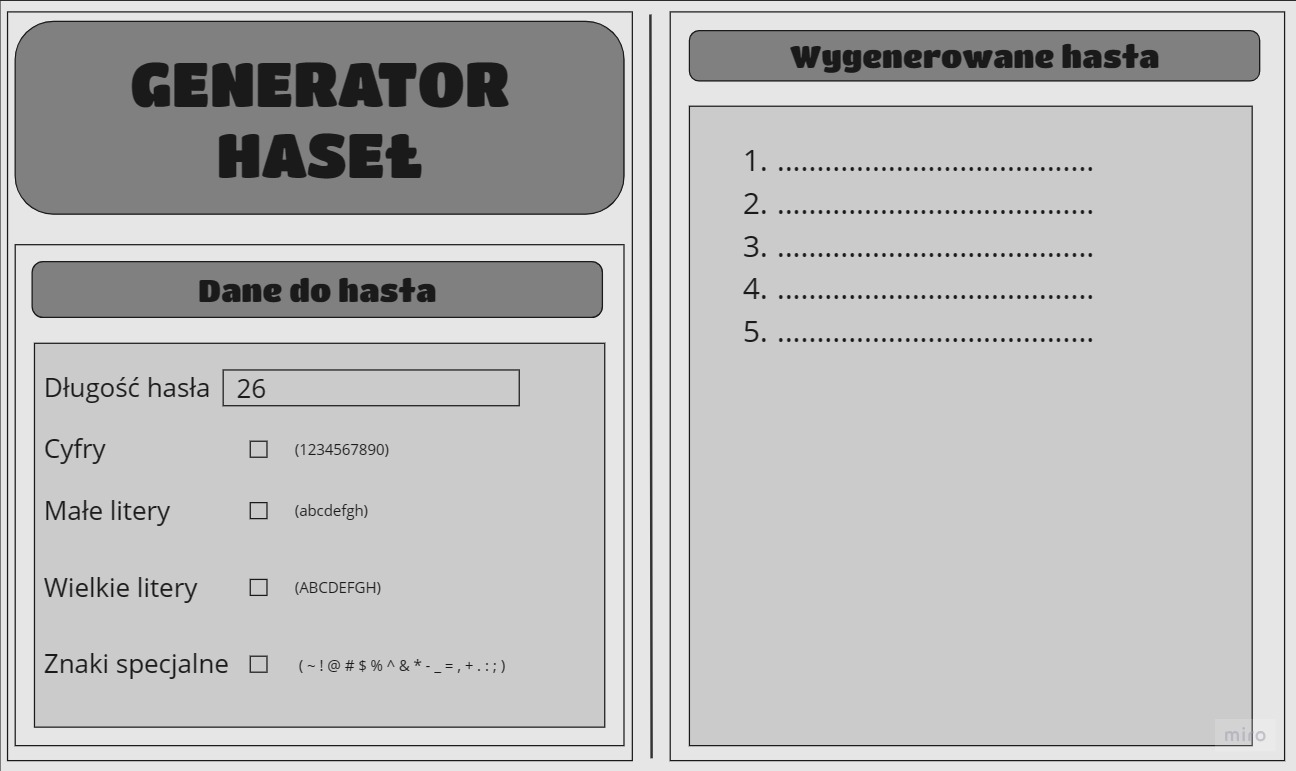 GENERATOR
HASEŁ
Dane do hasła
Długość hasła 26
Cyfry (1234567890)
Małe litery (abcdefgh)
Wielkie litery (ABCDEFGH)
Znaki specjalne ( ~ ! @ # $ % ^ & * - _ = , + . : ; )
Wygenerowane hasła
1. ........................................
2. ........................................
3. ........................................
4. ........................................
5. ........................................
miro